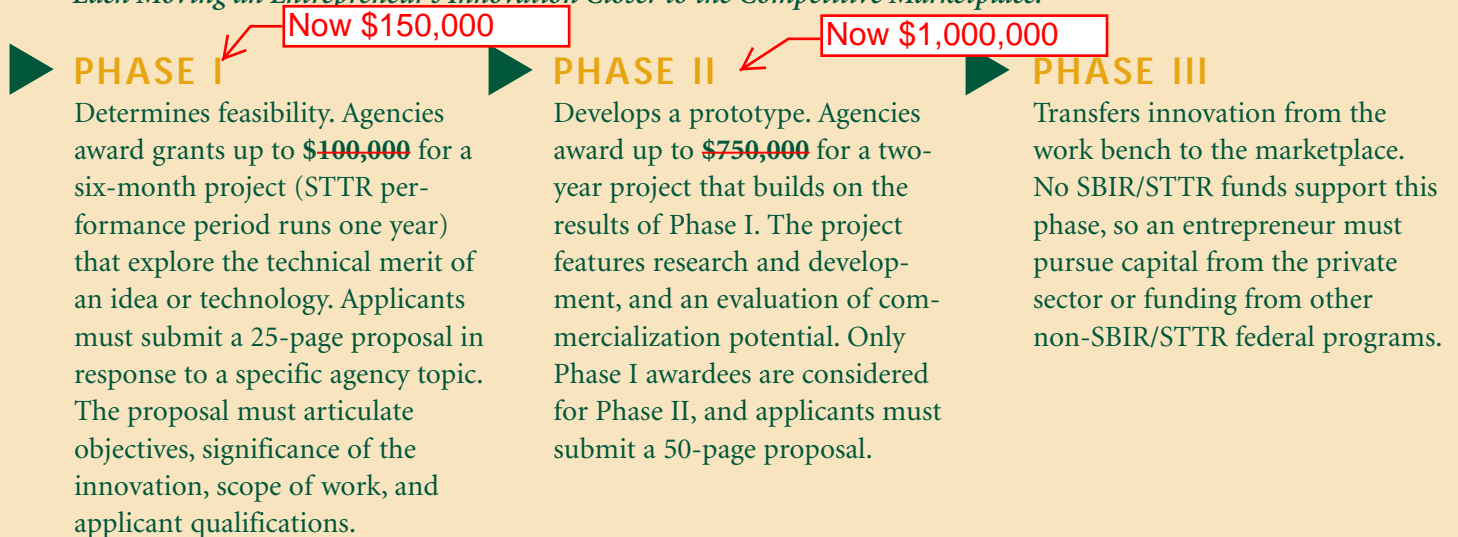 Each Moving an Entrepreneur's Innovation Closer to the Competitive Marketplace.
Now $150,000
Now $1,000,000
PHASE I
Determines feasibility. Agencies
award grants up to $100,000 for a
six-month project (STTR per-
formance period runs one year)
that explore the technical merit of
an idea or technology. Applicants
must submit a 25-page proposal in
response to a specific agency topic.
The proposal must articulate
objectives, significance of the
innovation, scope of work, and
applicant qualifications.
PHASE II
Develops a prototype. Agencies
award up to $750,000 for a two-
year project that builds on the
results of Phase I. The project
features research and develop-
ment, and an evaluation of com-
mercialization potential. Only
Phase I awardees are considered
for Phase II, and applicants must
submit a 50-page proposal.
PHASE III
Transfers innovation from the
work bench to the marketplace.
No SBIR/STTR funds support this
phase, so an entrepreneur must
pursue capital from the private
sector or funding from other
non-SBIR/STTR federal programs.